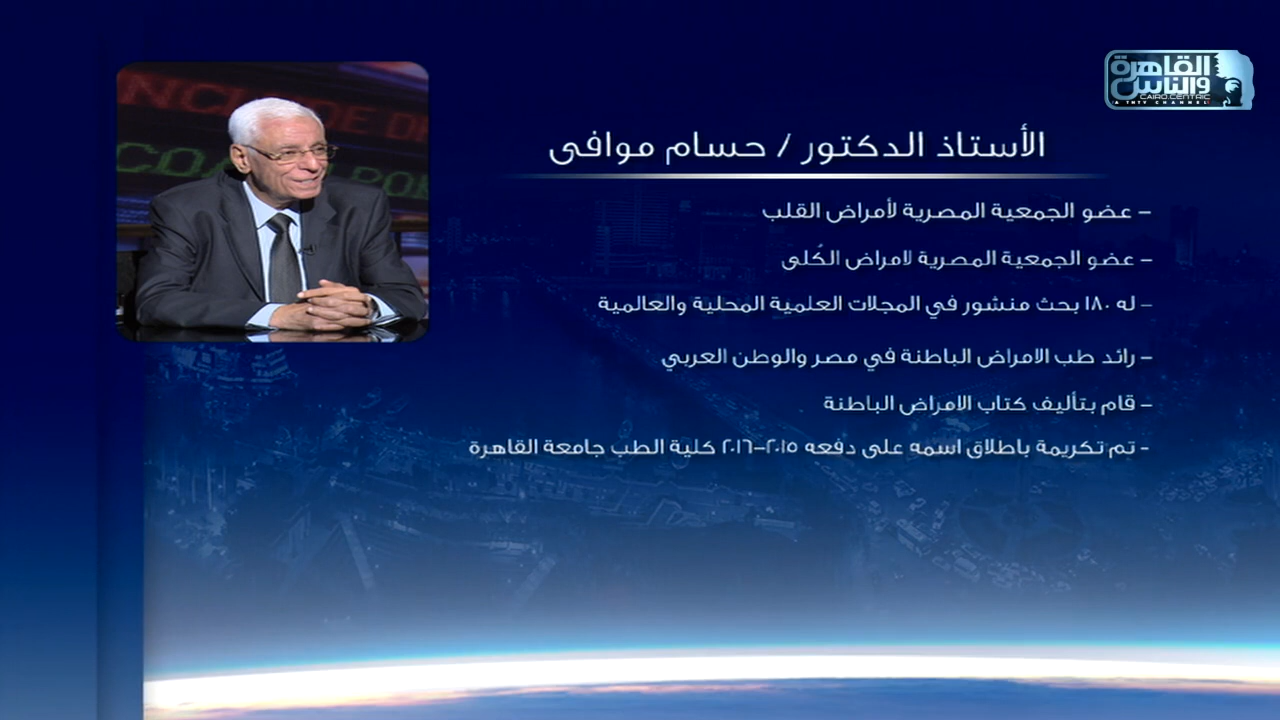 القاهرة
والناس
CAIRO.CENTRIC
A TNTV CHANNEL
الأستاذ الدكتور / حسام موافى
– عضو الجمعية المصرية لأمراض القلب
– عضو الجمعية المصرية لامراض الكُلى
– له ١٨٠ بحث منشور في المجلات العلمية المحلية والعالمية
– رائد طب الامراض الباطنة في مصر والوطن العربي
– قام بتأليف كتاب الامراض الباطنة
- تم تكريمة باطلاق اسمه على دفعه ٢٠١٥–٢٠١٦ كلية الطب جامعة القاهرة